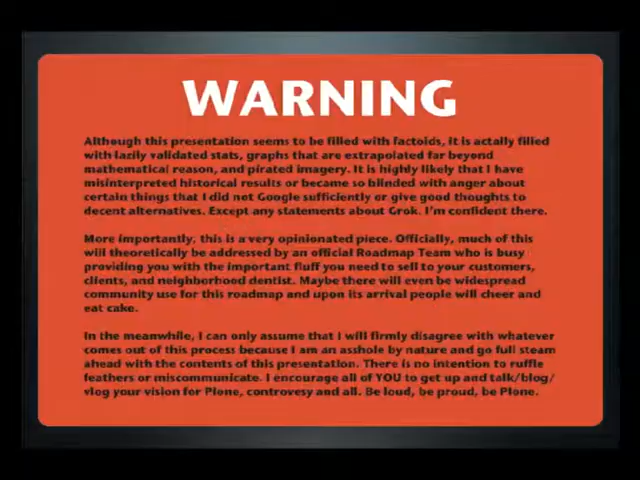 WARNING
Although this presentation seems to be filled with factoids, it is actally filled
with lazily validated stats, graphs that are extrapolated far beyond
mathematical reason, and pirated imagery. It is highly likely that I have
misinterpreted historical results or became so blinded with anger about
certain things that I did not Google sufficiently or give good thoughts to
decent alternatives. Except any statements about Grok. I'm confident there.
More importantly, this is a very opinionated piece. Officially, much of this
will theoretically be addressed by an official Roadmap Team who is busy
providing you with the important fluff you need to sell to your customers,
clients, and neighborhood dentist. Maybe there will even be widespread
community use for this roadmap and upon its arrival people will cheer and
eat cake.
In the meanwhile, I can only assume that I will firmly disagree with whatever
comes out of this process because I am an asshole by nature and go full steam
ahead with the contents of this presentation. There is no intention to ruffle
feathers or miscommunicate. I encourage all of YOU to get up and talk/blog/
vlog your vision for Plone, controvesy and all. Be loud, be proud, be Plone.